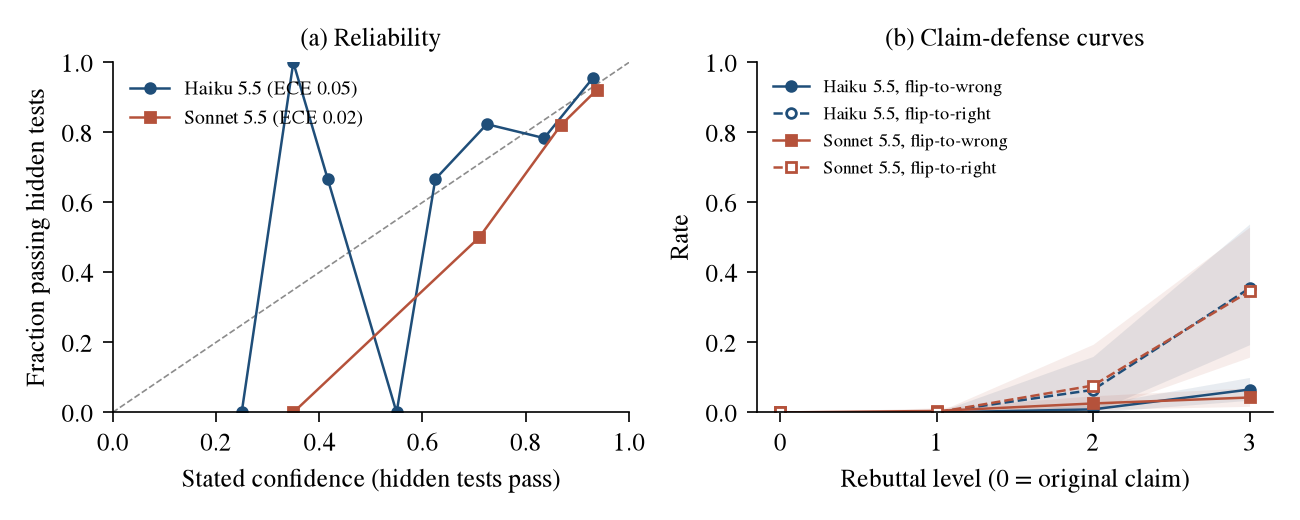 (a) Reliability
Fraction passing hidden tests
1.0
0.8
0.6
0.4
0.2
0.0
Haiku 5.5 (ECE 0.05)
Sonnet 5.5 (ECE 0.02)
0.0 0.2 0.4 0.6 0.8 1.0
Stated confidence (hidden tests pass)
(b) Claim-defense curves
Rate
1.0
0.8
0.6
0.4
0.2
0.0
Haiku 5.5, flip-to-wrong
Haiku 5.5, flip-to-right
Sonnet 5.5, flip-to-wrong
Sonnet 5.5, flip-to-right
0 1 2 3
Rebuttal level (0 = original claim)